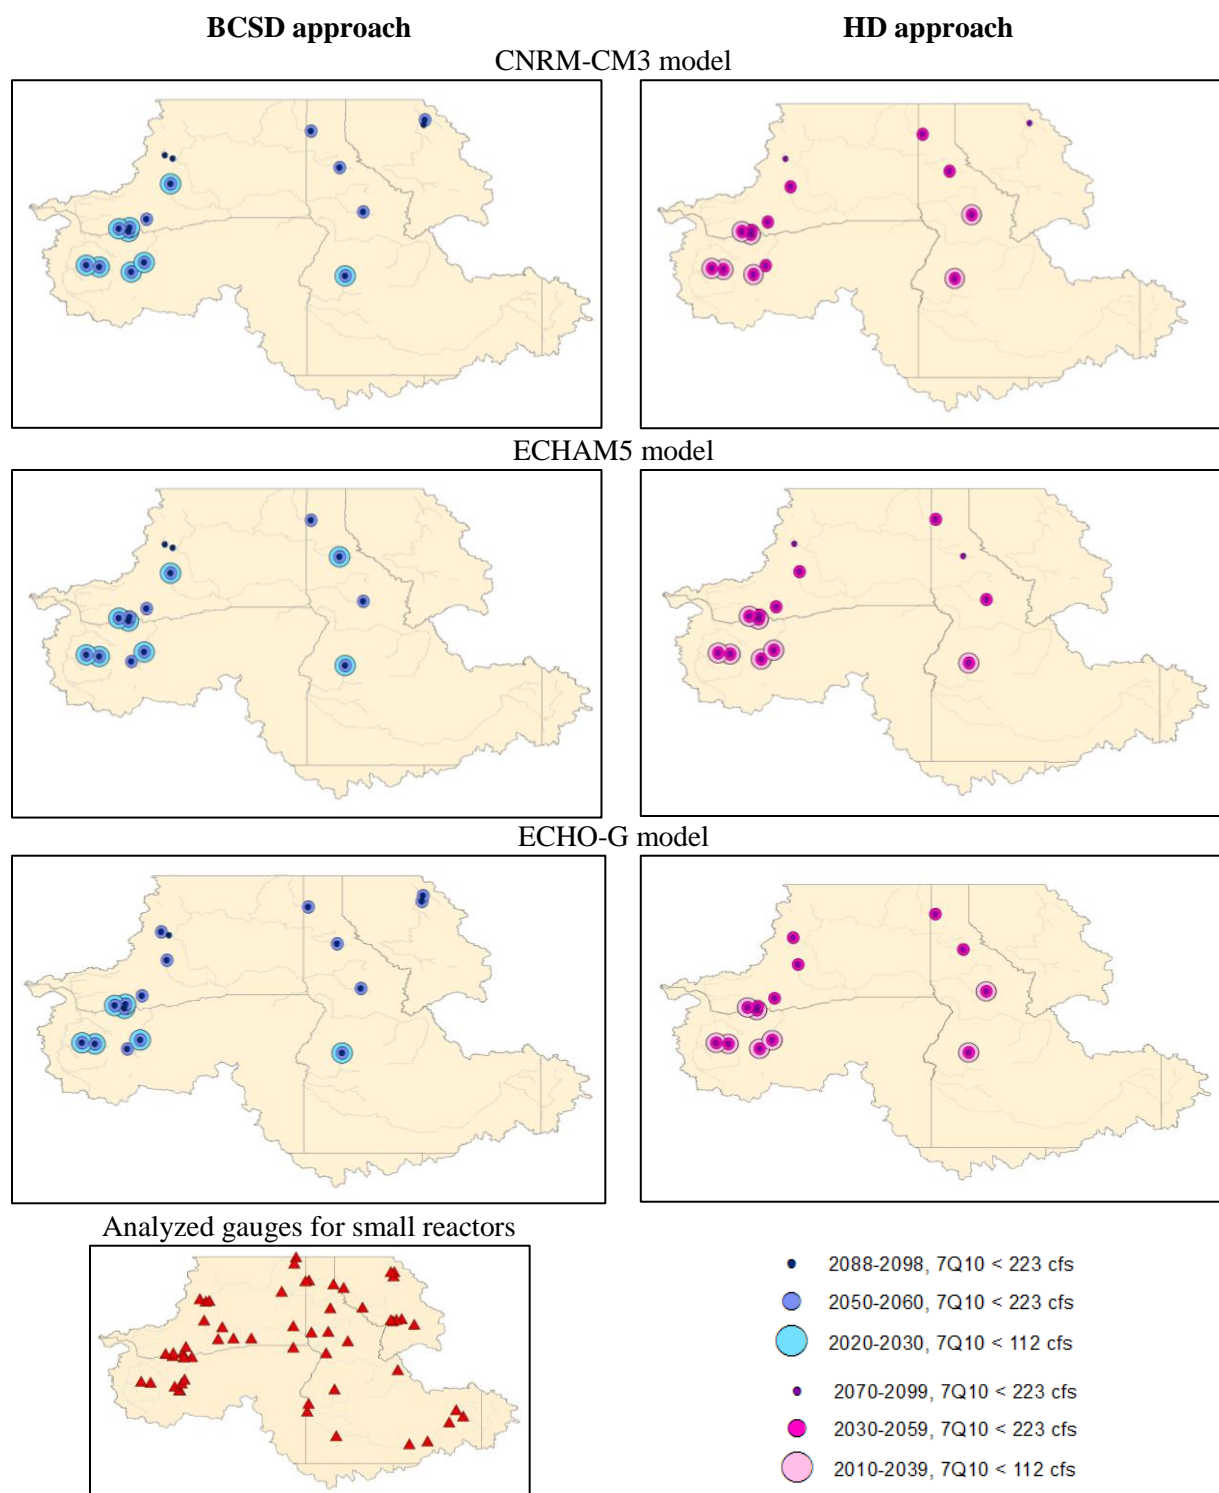 BCSD approach
HD approach
CNRM-CM3 model
ECHAM5 model
ECHO-G model
Analyzed gauges for small reactors
2088-2098, 7Q10 < 223 cfs
2050-2060, 7Q10 < 223 cfs
2020-2030, 7Q10 < 112 cfs
2070-2099, 7Q10 < 223 cfs
2030-2059, 7Q10 < 223 cfs
2010-2039, 7Q10 < 112 cfs